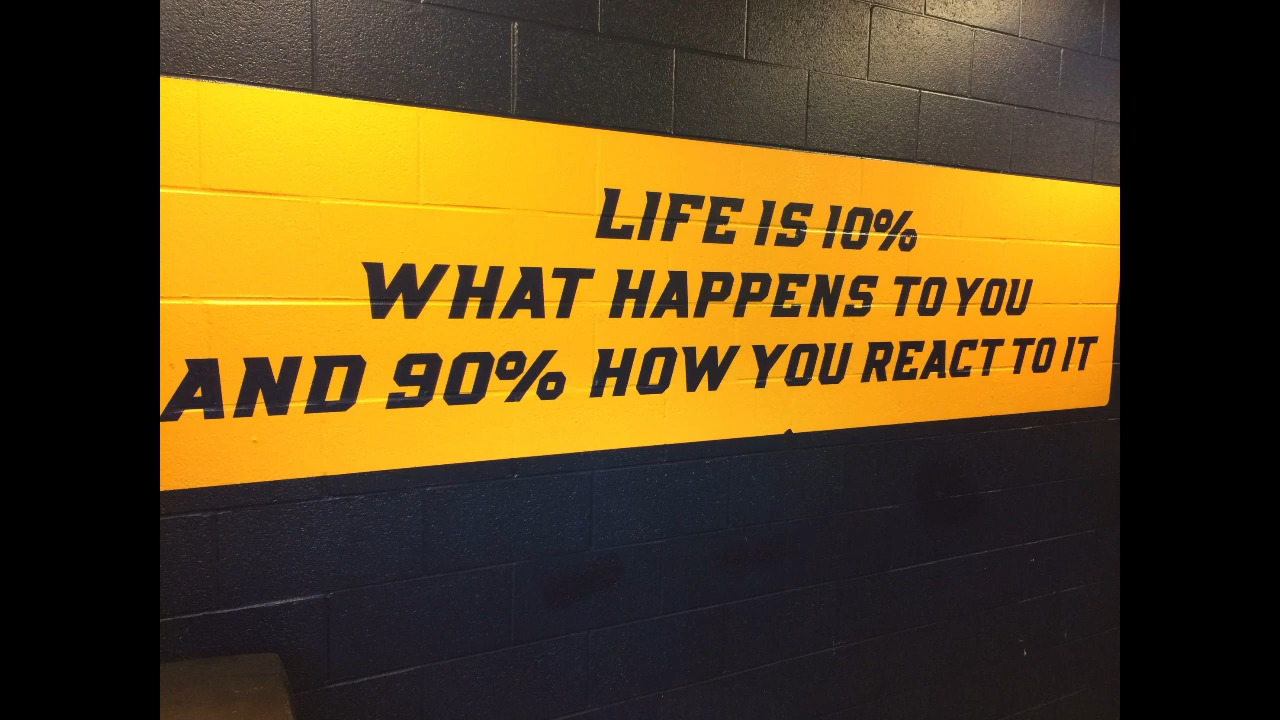 LIFE IS 10%
WHAT HAPPENS TO YOU
AND 90% HOW YOU REACT TO IT